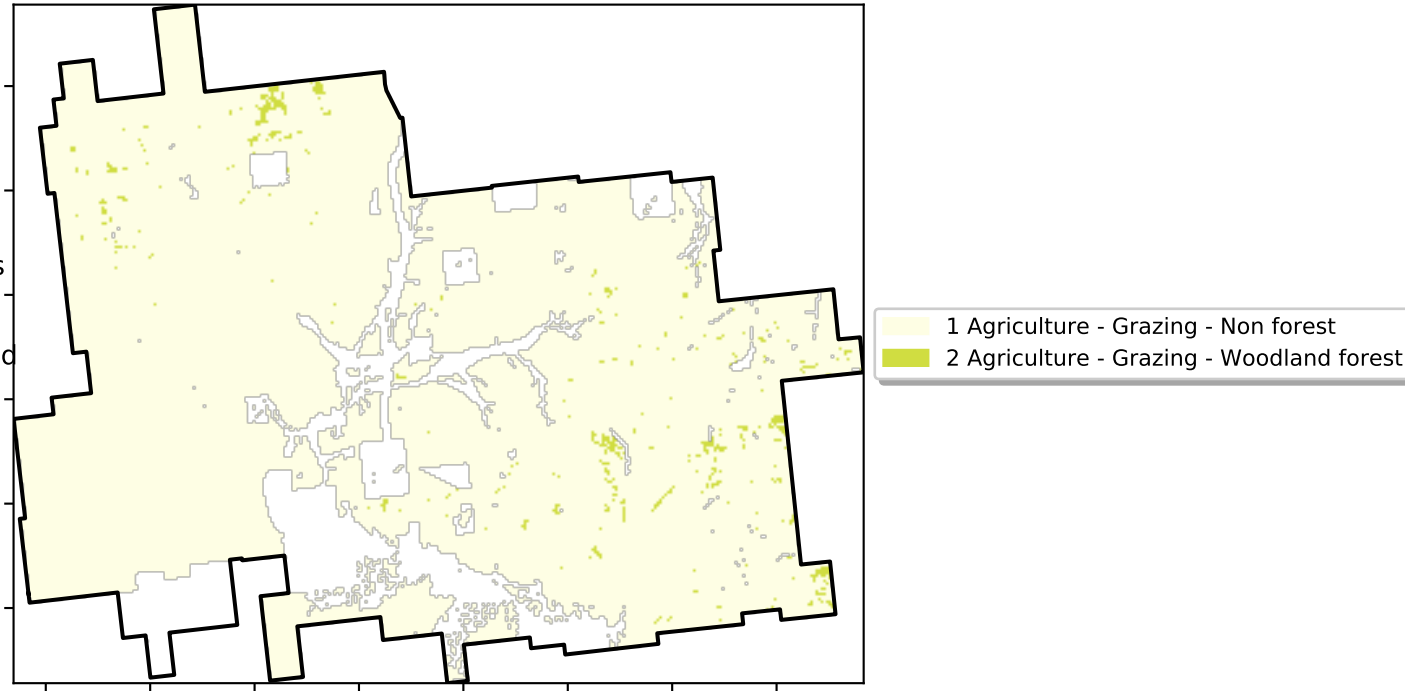 s
d
1 Agriculture - Grazing - Non forest
2 Agriculture - Grazing - Woodland forest